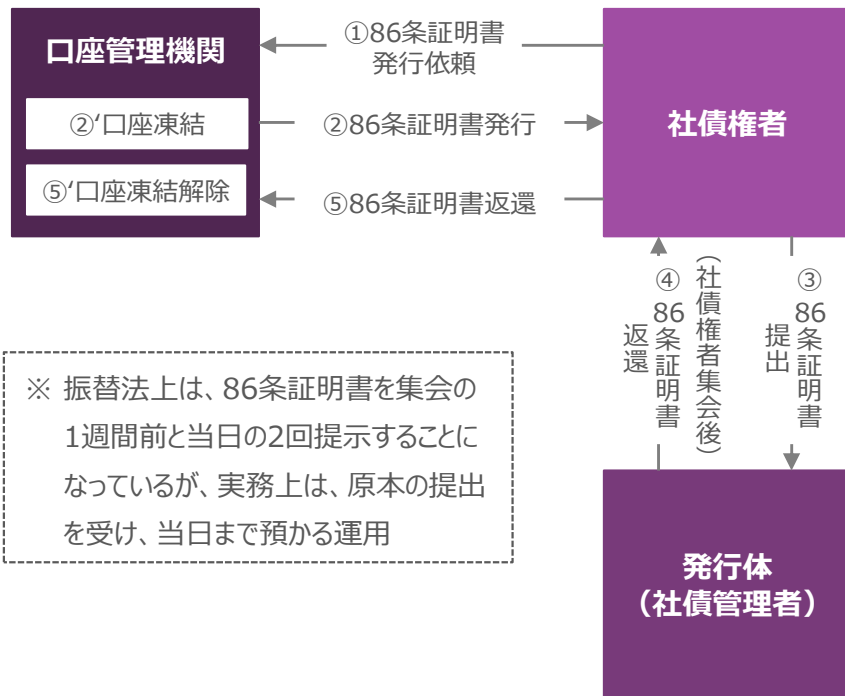 口座管理機関
①86条証明書
発行依頼
②‘口座凍結
②86条証明書発行
社債権者
⑤‘口座凍結解除
⑤86条証明書返還
④86条証明書
返還
（社債権者集会後）
③86条証明書
提出
※ 振替法上は、86条証明書を集会の
1週間前と当日の2回提示することに
なっているが、実務上は、原本の提出
を受け、当日まで預かる運用
発行体
（社債管理者）